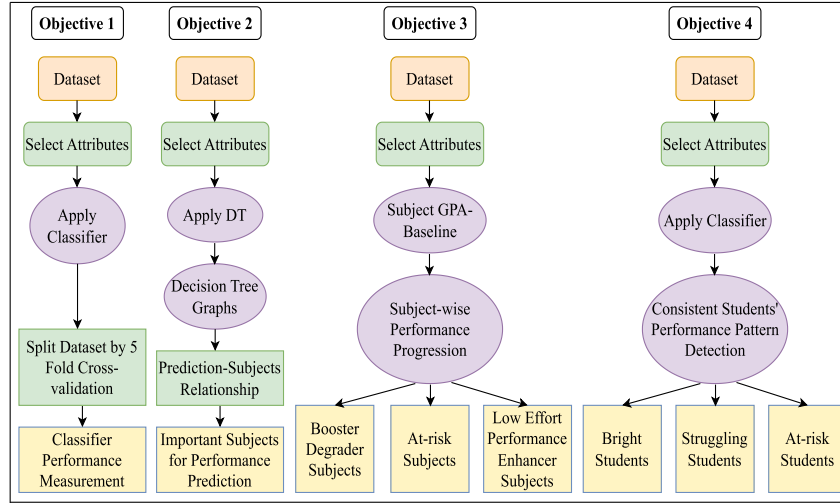 Objective 1
Dataset
Select Attributes
Apply
Classifier
Split Dataset by 5
Fold Cross-
validation
Classifier
Performance
Measurement
Objective 2
Dataset
Select Attributes
Apply DT
Decision Tree
Graphs
Prediction-Subjects
Relationship
Important Subjects
for Performance
Prediction
Objective 3
Dataset
Select Attributes
Subject GPA-
Baseline
Subject-wise
Performance
Progression
Booster
Degrader
Subjects
At-risk
Subjects
Low Effort
Performance
Enhancer
Subjects
Objective 4
Dataset
Select Attributes
Apply Classifier
Consistent Students'
Performance Pattern
Detection
Bright
Students
Struggling
Students
At-risk
Students